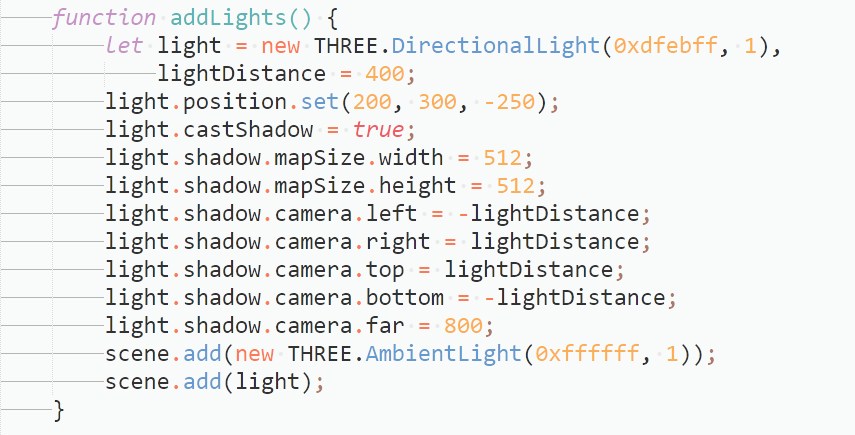 function addLights() {
let light = new THREE.DirectionalLight(0xdfebff, 1),
lightDistance = 400;
light.position.set(200, 300, -250);
light.castShadow = true;
light.shadow.mapSize.width = 512;
light.shadow.mapSize.height = 512;
light.shadow.camera.left = -lightDistance;
light.shadow.camera.right = lightDistance;
light.shadow.camera.top = lightDistance;
light.shadow.camera.bottom = -lightDistance;
light.shadow.camera.far = 800;
scene.add(new THREE.AmbientLight(0xffffff, 1));
scene.add(light);
}